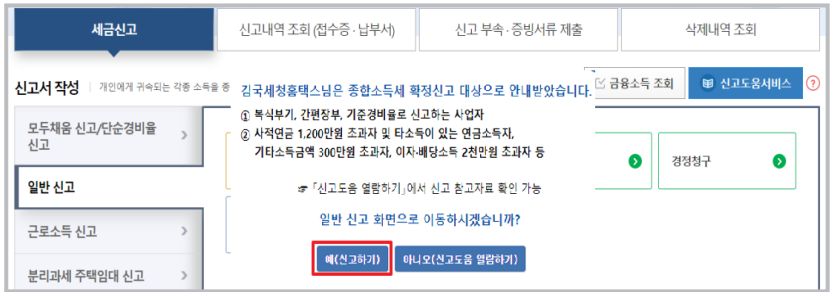 세금신고
신고내역 조회 (접수증 · 납부서)
신고 부속 · 증빙서류 제출
삭제내역 조회
신고서 작성
개인에게 귀속되는 각종 소득을 종
금융소득 조회
신고도움서비스
?
김국세청홈택스님은 종합소득세 확정신고 대상으로 안내받았습니다.
① 복식부기, 간편장부, 기준경비율로 신고하는 사업자
② 사적연금 1,200만원 초과자 및 타소득이 있는 연금소득자,
기타소득금액 300만원 초과자, 이자·배당소득 2천만원 초과자 등
☞ 「신고도움 열람하기」에서 신고 참고자료 확인 가능
일반 신고 화면으로 이동하시겠습니까?
예(신고하기)
아니오(신고도움 열람하기)
모두채움 신고/단순경비율
신고
일반 신고
근로소득 신고
분리과세 주택임대 신고
경정청구